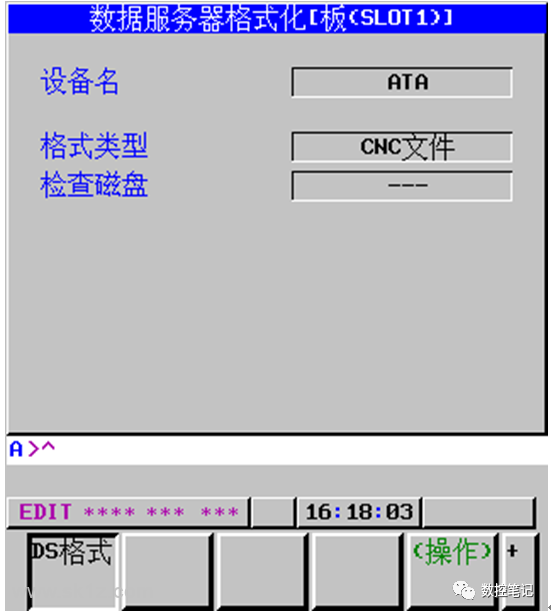 数据服务器格式化[板(SLOT1)]
设备名 ATA
格式类型 CNC文件
检查磁盘 ---
A>^
EDIT **** *** *** 16:18:03
DS格式 (操作) +
数控笔记